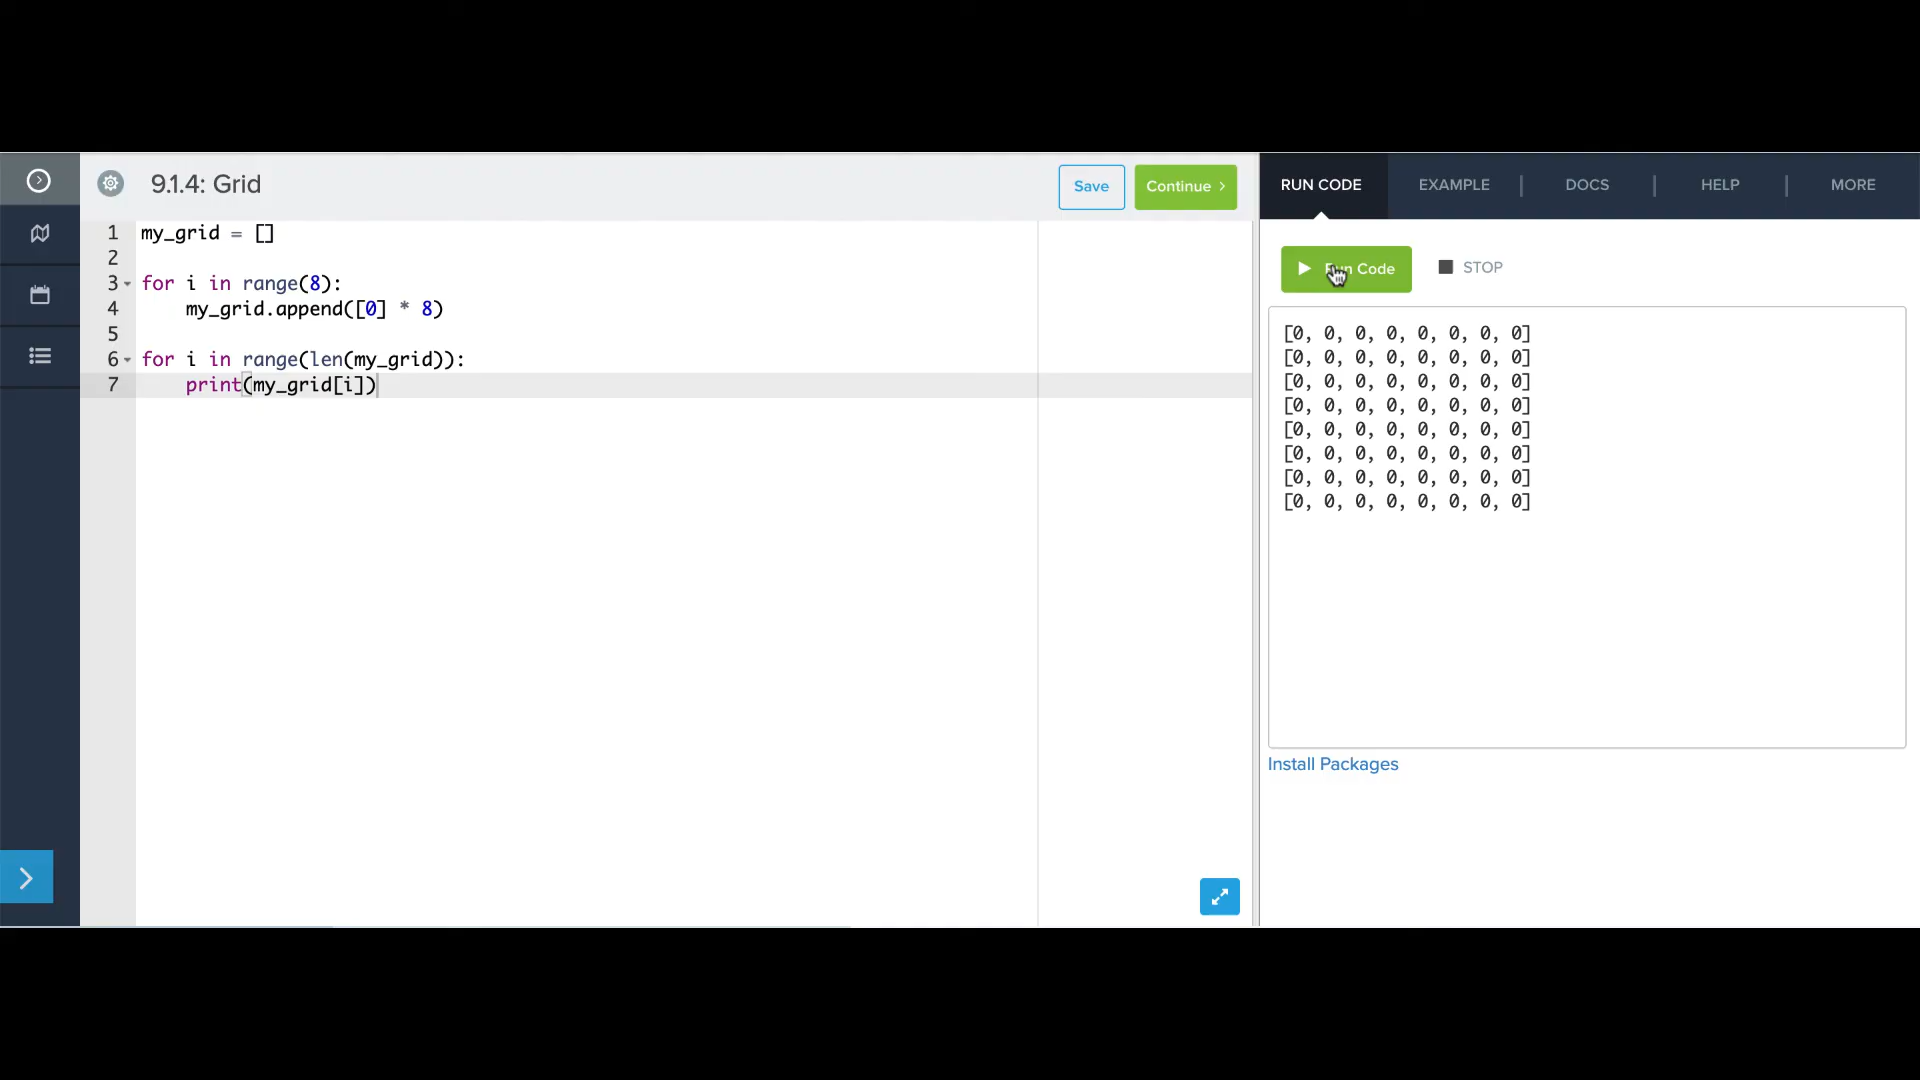 9.1.4: Grid
Save
Continue
RUN CODE
EXAMPLE
DOCS
HELP
MORE
1 my_grid = []
2
3 for i in range(8):
4     my_grid.append([0] * 8)
5
6 for i in range(len(my_grid)):
7     print(my_grid[i])
Run Code
STOP
[0, 0, 0, 0, 0, 0, 0, 0]
[0, 0, 0, 0, 0, 0, 0, 0]
[0, 0, 0, 0, 0, 0, 0, 0]
[0, 0, 0, 0, 0, 0, 0, 0]
[0, 0, 0, 0, 0, 0, 0, 0]
[0, 0, 0, 0, 0, 0, 0, 0]
[0, 0, 0, 0, 0, 0, 0, 0]
[0, 0, 0, 0, 0, 0, 0, 0]
Install Packages